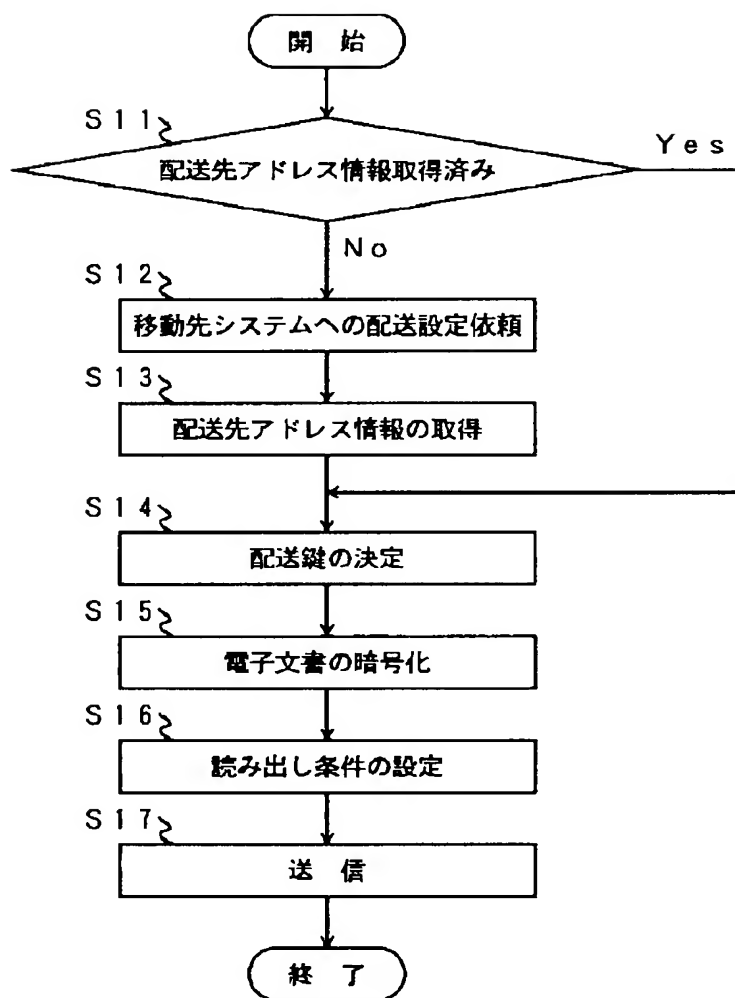 開 始
S11
配送先アドレス情報取得済み
Yes
No
S12
移動先システムへの配送設定依頼
S13
配送先アドレス情報の取得
S14
配送鍵の決定
S15
電子文書の暗号化
S16
読み出し条件の設定
S17
送 信
終 了